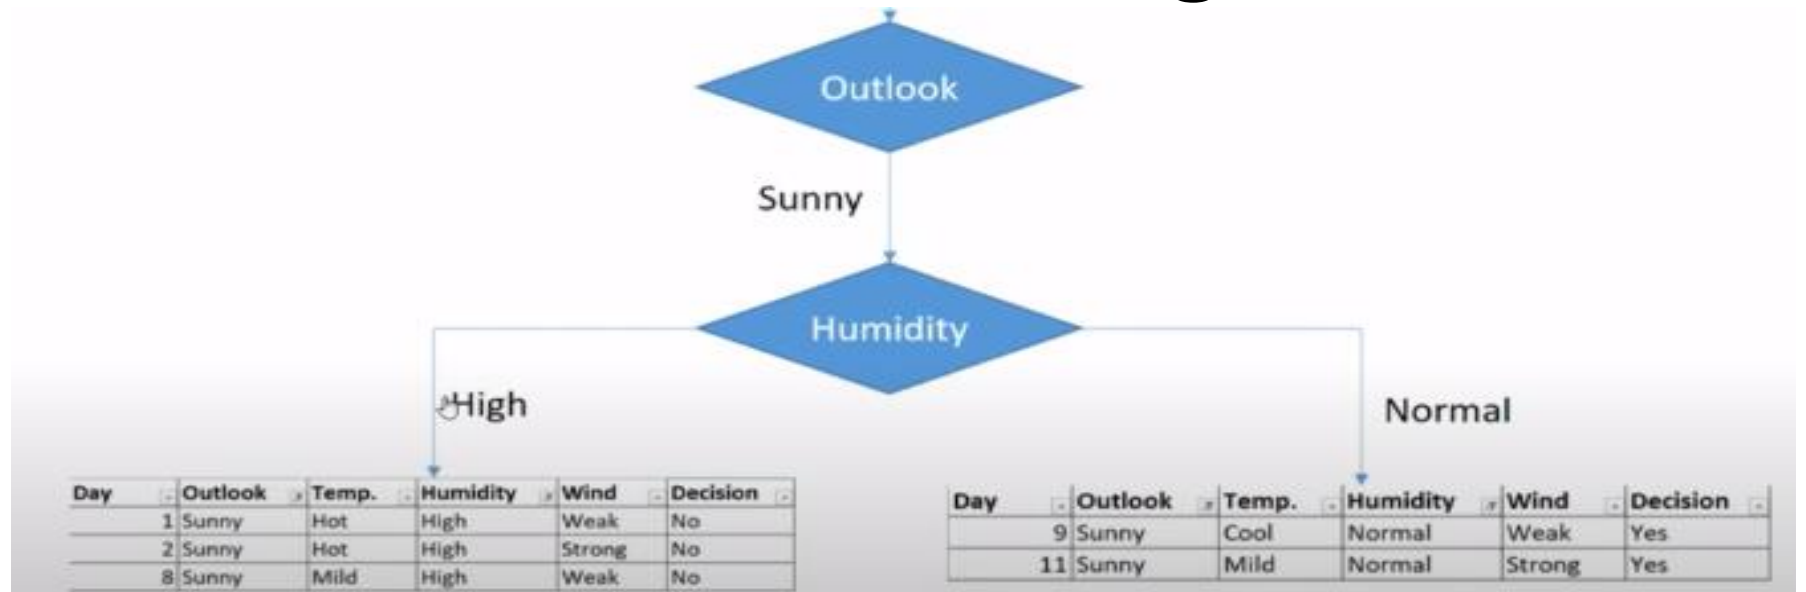 Outlook
Sunny
Humidity
High
Normal
Day Outlook Temp. Humidity Wind Decision
1 Sunny Hot High Weak No
2 Sunny Hot High Strong No
8 Sunny Mild High Weak No
Day Outlook Temp. Humidity Wind Decision
9 Sunny Cool Normal Weak Yes
11 Sunny Mild Normal Strong Yes